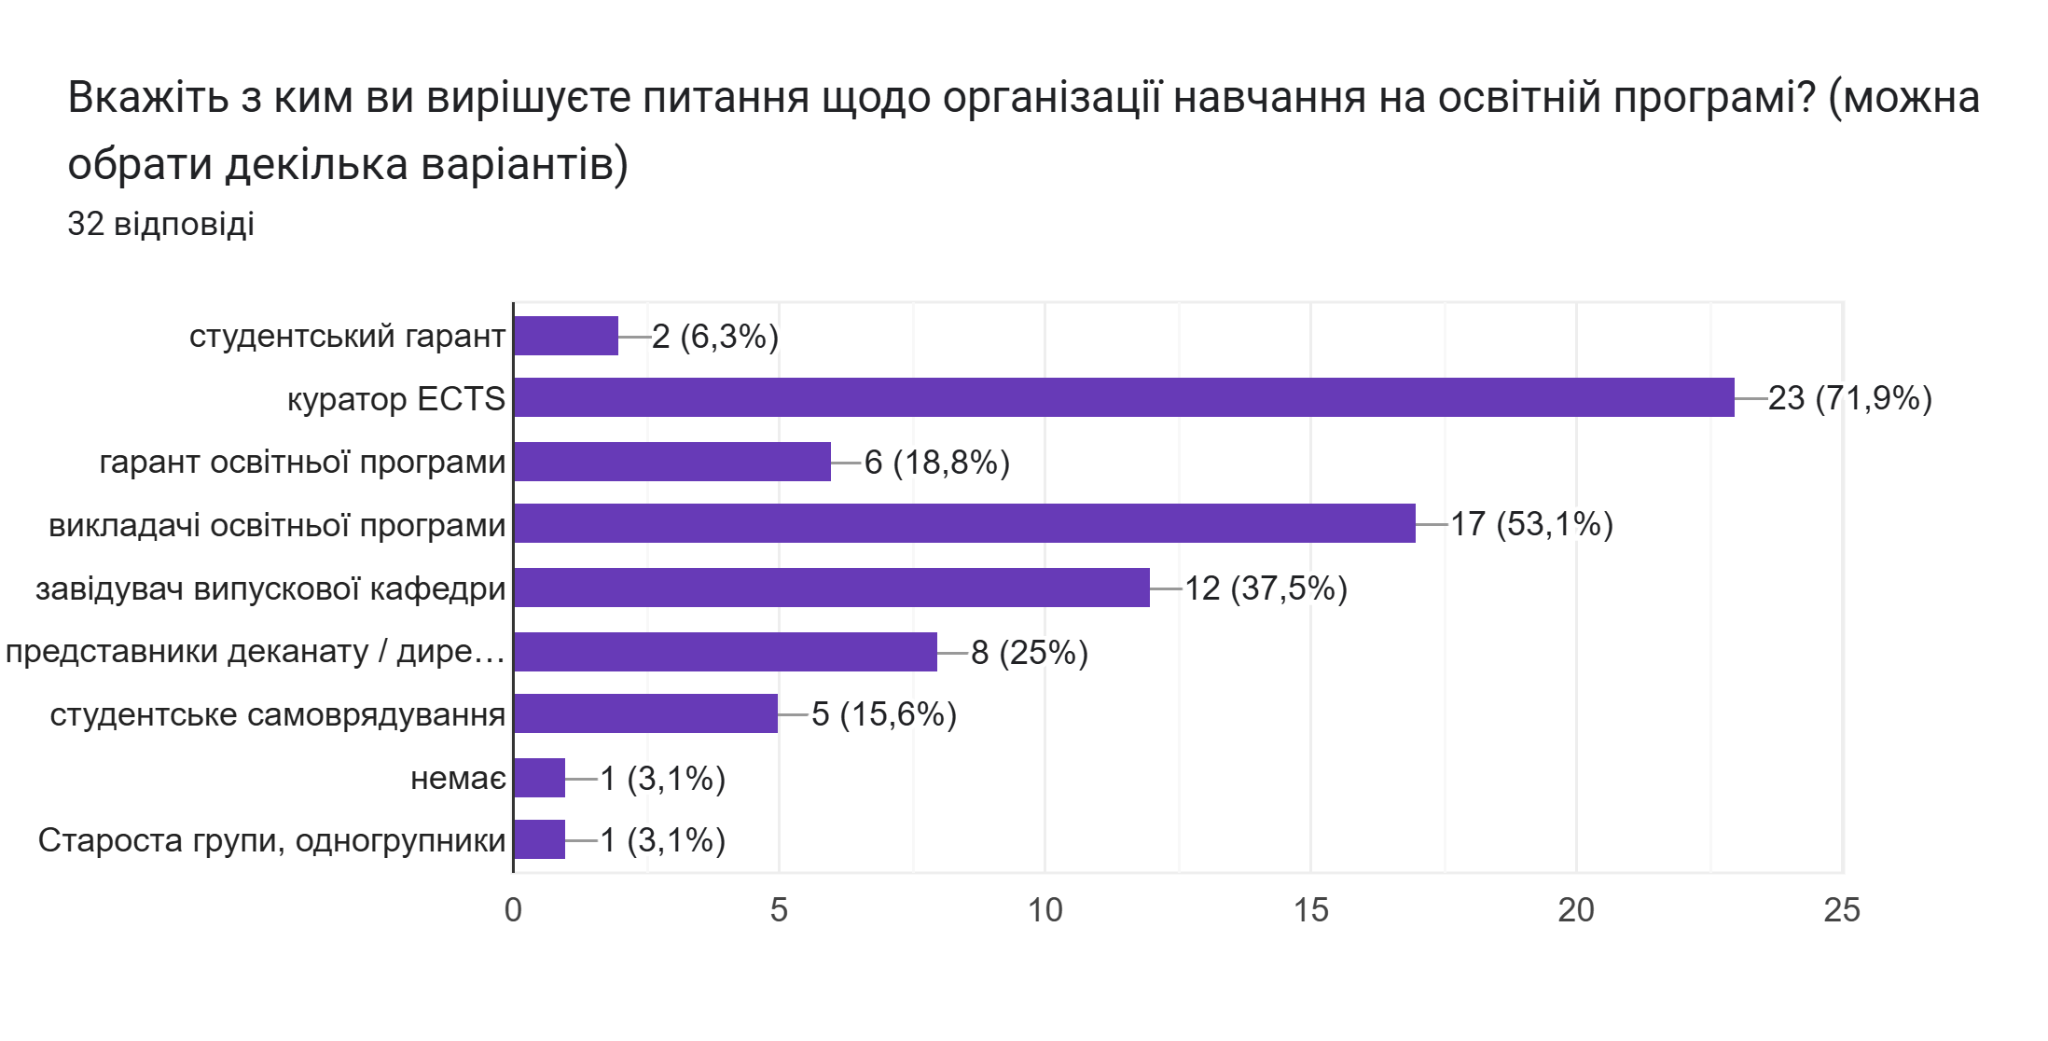 Вкажіть з ким ви вирішуєте питання щодо організації навчання на освітній програмі? (можна
обрати декілька варіантів)
32 відповіді
студентський гарант 2 (6,3%)
куратор ECTS 23 (71,9%)
гарант освітньої програми 6 (18,8%)
викладачі освітньої програми 17 (53,1%)
завідувач випускової кафедри 12 (37,5%)
представники деканату / дире… 8 (25%)
студентське самоврядування 5 (15,6%)
немає 1 (3,1%)
Староста групи, одногрупники 1 (3,1%)
0 5 10 15 20 25